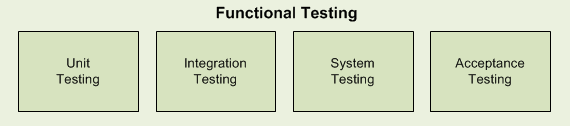 Functional Testing
Unit
Testing
Integration
Testing
System
Testing
Acceptance
Testing